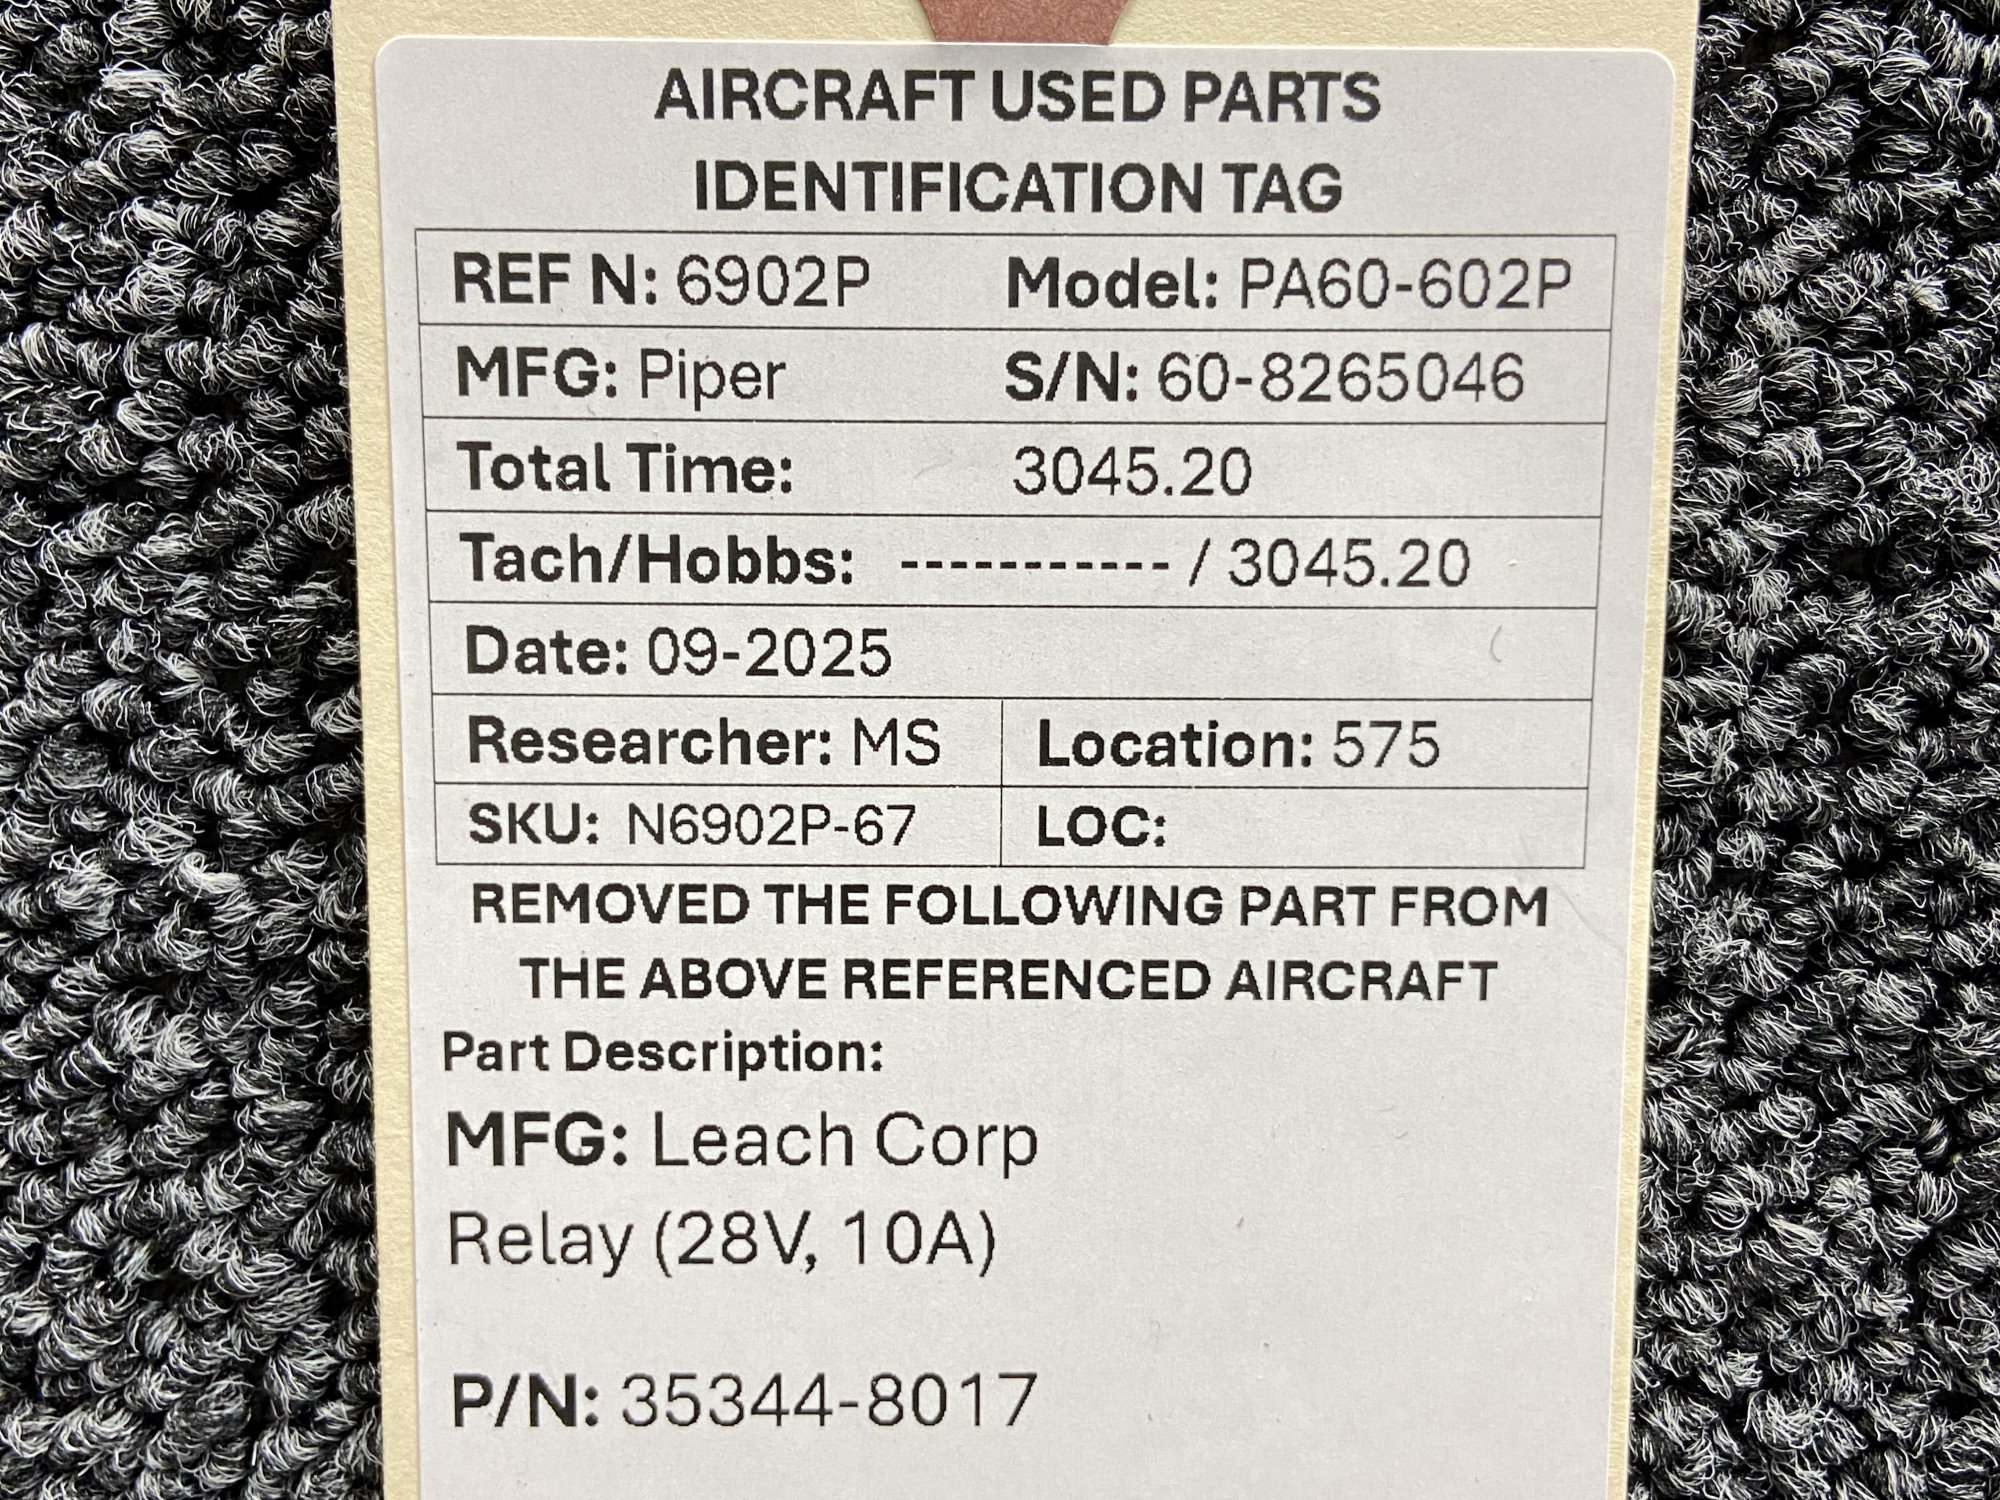 AIRCRAFT USED PARTS
IDENTIFICATION TAG
REF N: 6902P Model: PA60-602P
MFG: Piper S/N: 60-8265046
Total Time: 3045.20
Tach/Hobbs: ----------- / 3045.20
Date: 09-2025
Researcher: MS Location: 575
SKU: N6902P-67 LOC:
REMOVED THE FOLLOWING PART FROM
THE ABOVE REFERENCED AIRCRAFT
Part Description:
MFG: Leach Corp
Relay (28V, 10A)
P/N: 35344-8017